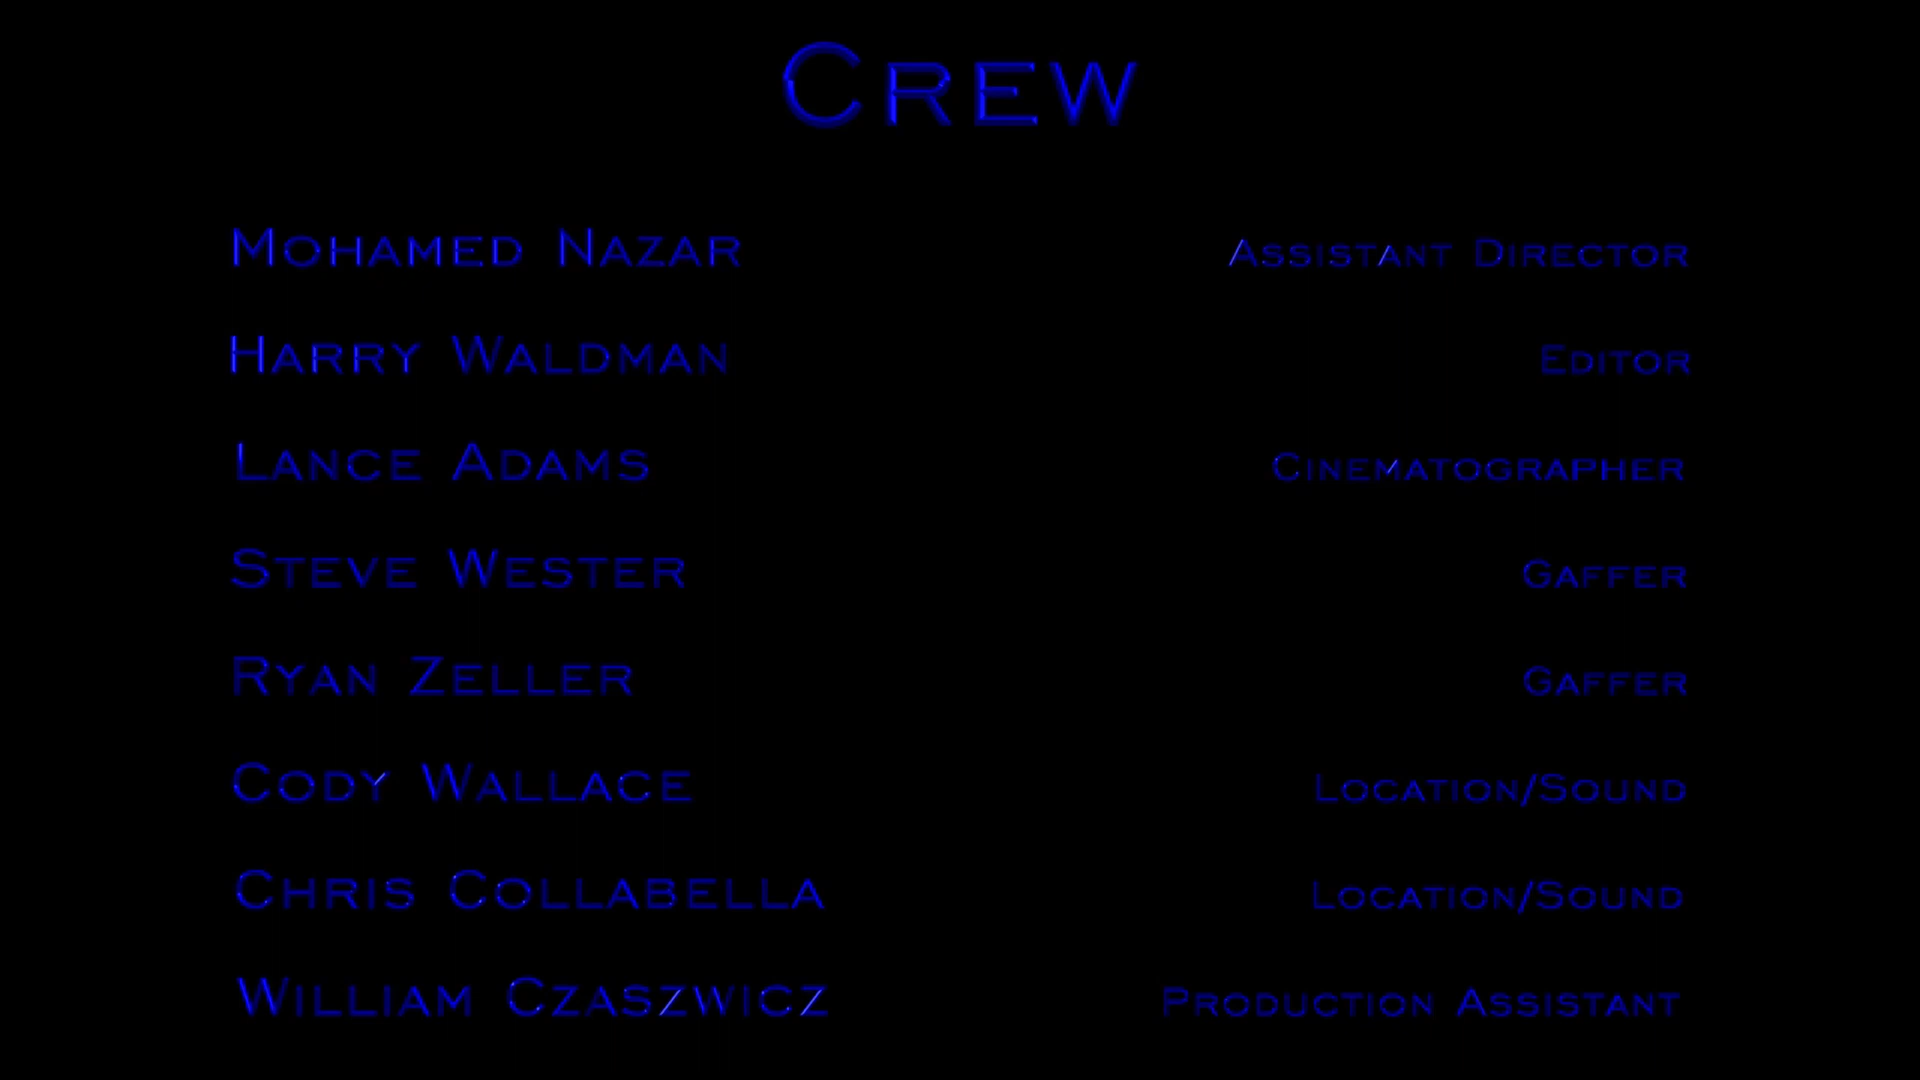 Crew
Mohamed Nazar Assistant Director
Harry Waldman Editor
Lance Adams Cinematographer
Steve Wester Gaffer
Ryan Zeller Gaffer
Cody Wallace Location/Sound
Chris Collabella Location/Sound
William Czaszwicz Production Assistant